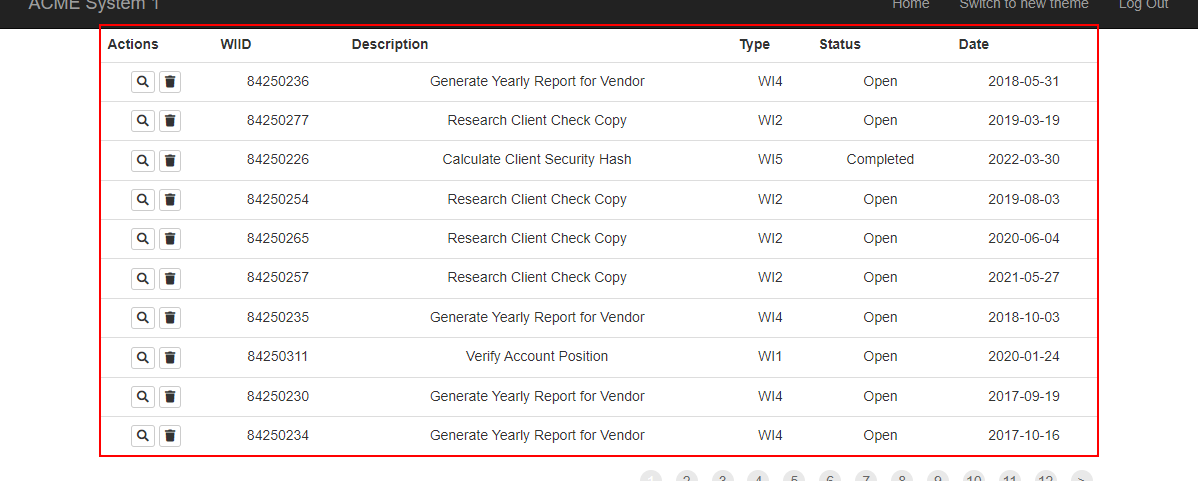 ACME System 1 Home Switch to new theme Log Out
Actions WIID Description Type Status Date
84250236 Generate Yearly Report for Vendor WI4 Open 2018-05-31
84250277 Research Client Check Copy WI2 Open 2019-03-19
84250226 Calculate Client Security Hash WI5 Completed 2022-03-30
84250254 Research Client Check Copy WI2 Open 2019-08-03
84250265 Research Client Check Copy WI2 Open 2020-06-04
84250257 Research Client Check Copy WI2 Open 2021-05-27
84250235 Generate Yearly Report for Vendor WI4 Open 2018-10-03
84250311 Verify Account Position WI1 Open 2020-01-24
84250230 Generate Yearly Report for Vendor WI4 Open 2017-09-19
84250234 Generate Yearly Report for Vendor WI4 Open 2017-10-16
1 2 3 4 5 6 7 8 9 10 11 12 >